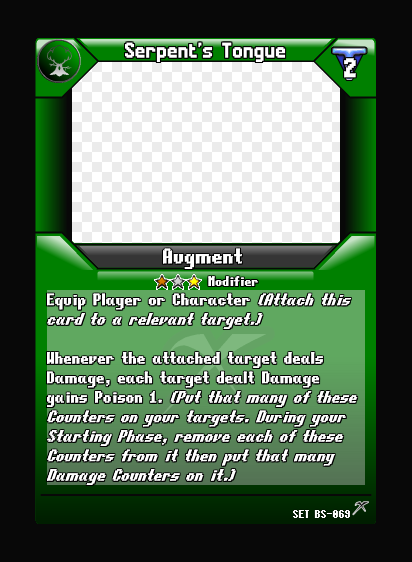 Serpent's Tongue
2
Augment
Modifier
Equip Player or Character (Attach this
card to a relevant target.)
Whenever the attached target deals
Damage, each target dealt Damage
gains Poison 1. (Put that many of these
Counters on your targets. During your
Starting Phase, remove each of these
Counters from it then put that many
Damage Counters on it.)
SET BS-069